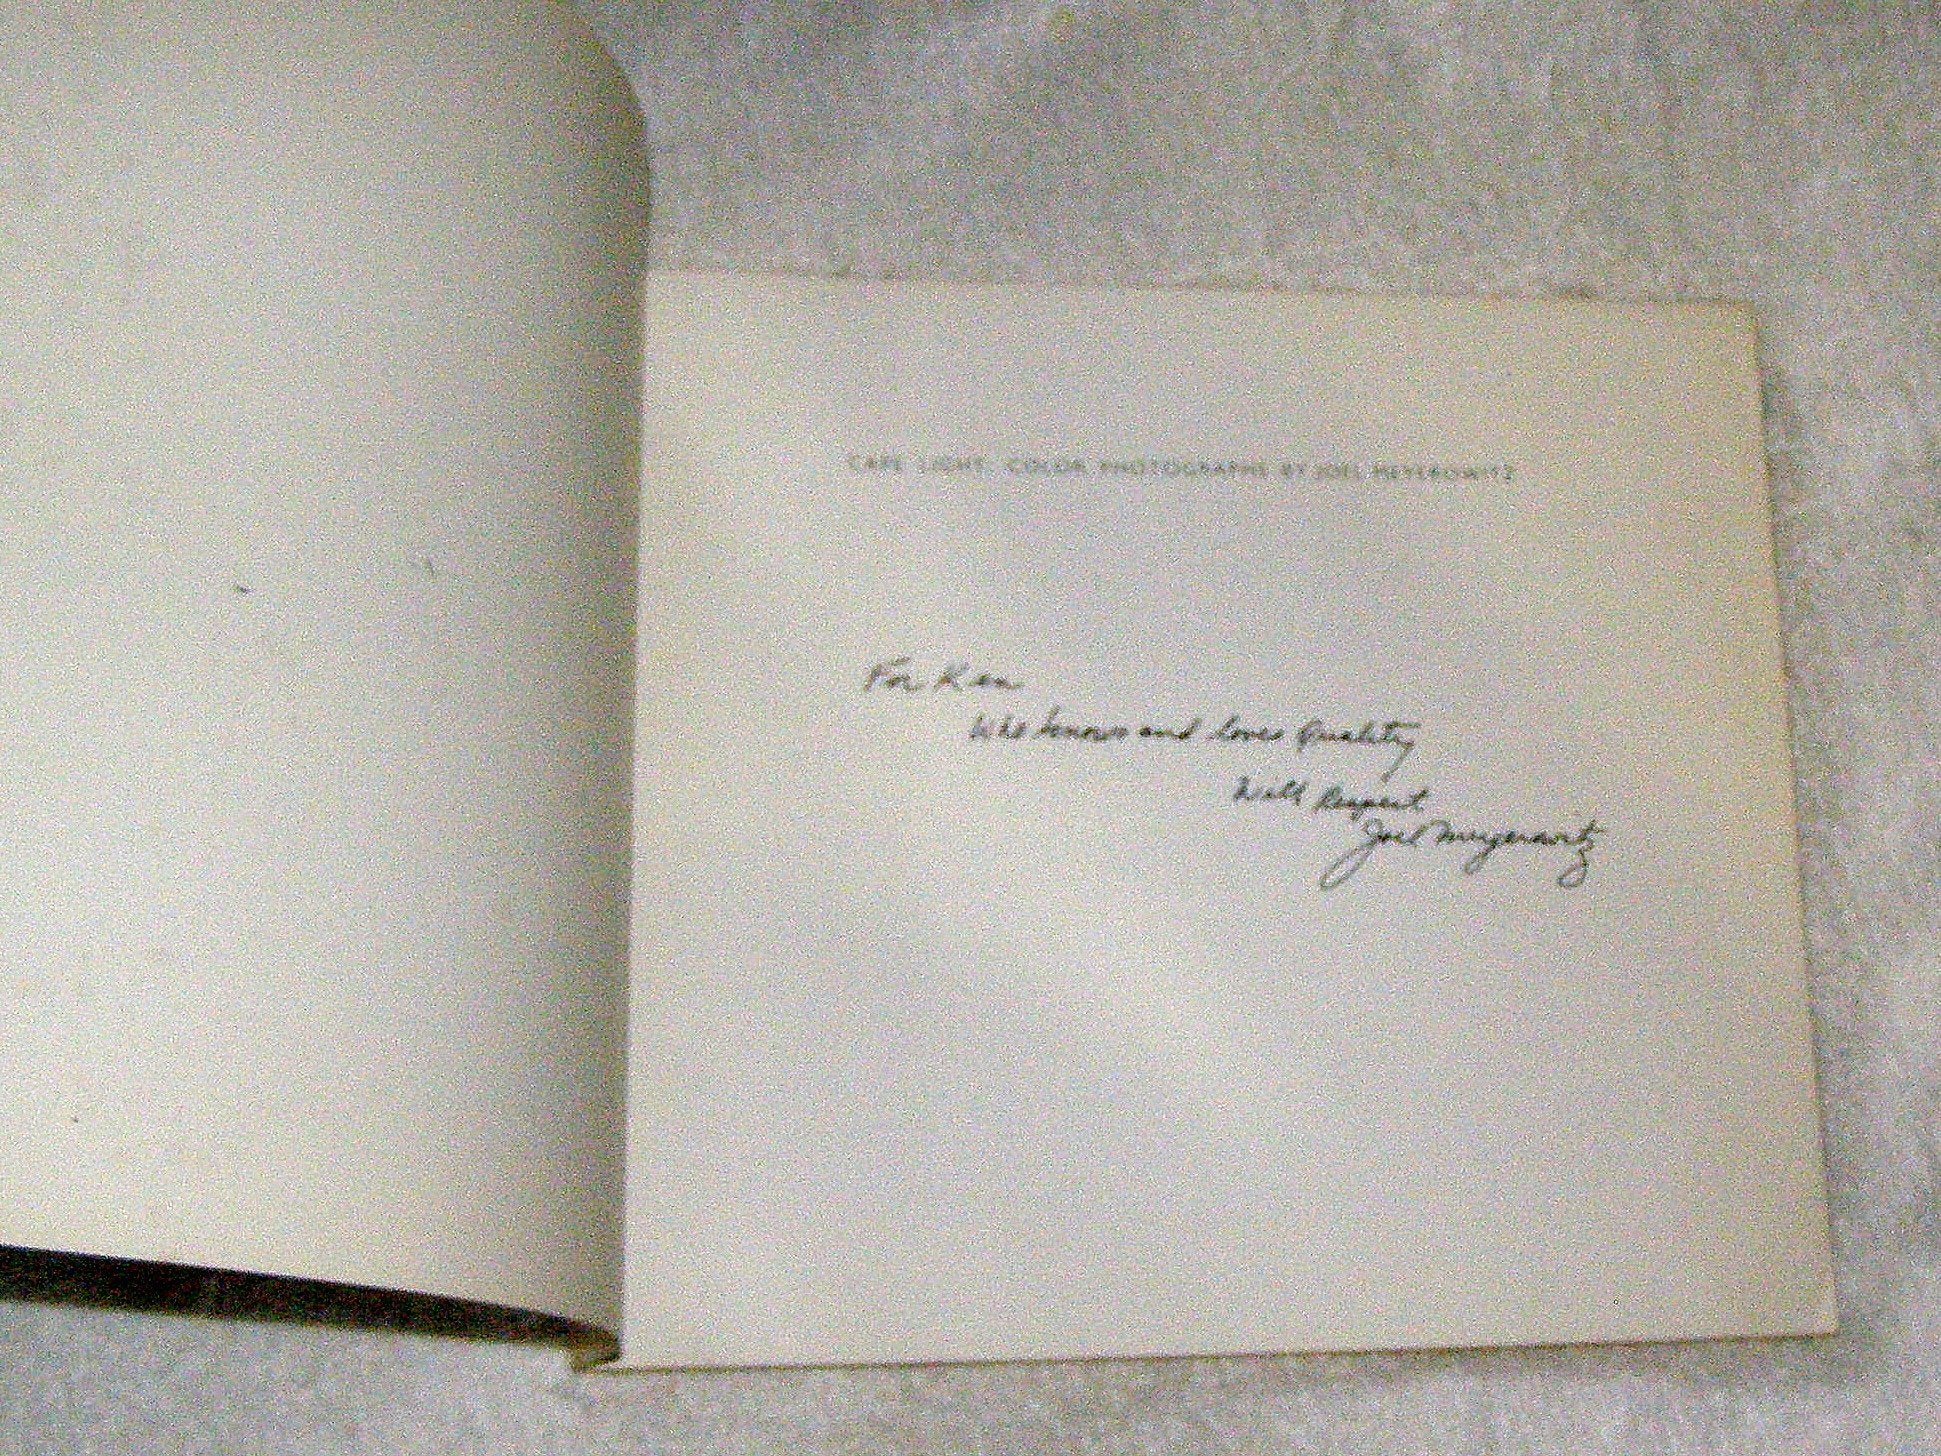 CAPE LIGHT: COLOR PHOTOGRAPHS BY JOEL MEYEROWITZ
For Ken
Who knows and loves Quality
With Respect
Joel Meyerowitz